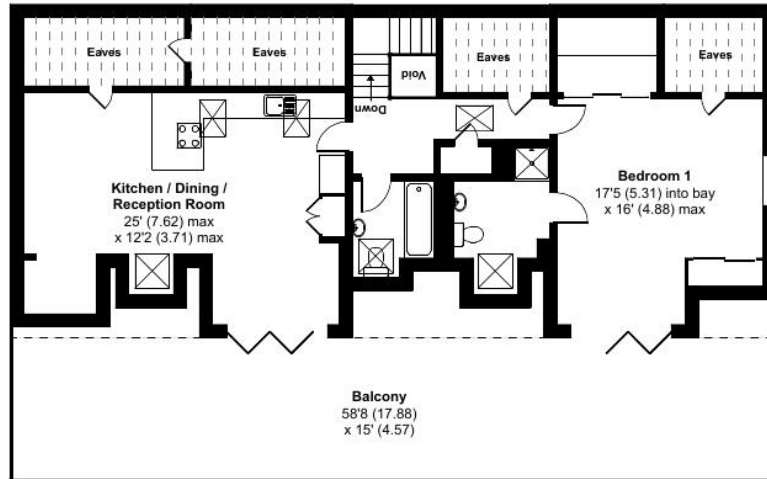 Eaves
Eaves
Void
Down
Eaves
Eaves
Kitchen / Dining /
Reception Room
25' (7.62) max
x 12'2 (3.71) max
Bedroom 1
17'5 (5.31) into bay
x 16' (4.88) max
Balcony
58'8 (17.88)
x 15' (4.57)